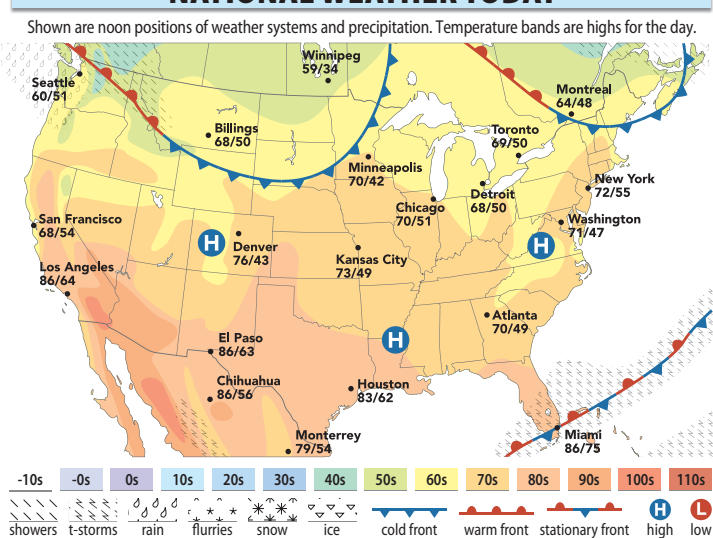 NATIONAL WEATHER TODAY
Shown are noon positions of weather systems and precipitation. Temperature bands are highs for the day.
Winnipeg
59/34
Seattle
60/51
Montreal
64/48
Billings
68/50
Toronto
69/50
Minneapolis
70/42
New York
72/55
Detroit
68/50
Chicago
70/51
San Francisco
68/54
Washington
71/47
H
H
Denver
76/43
Kansas City
73/49
Los Angeles
86/64
Atlanta
70/49
El Paso
86/63
H
Chihuahua
86/56
Houston
83/62
Monterrey
79/54
Miami
86/75
-10s -0s 0s 10s 20s 30s 40s 50s 60s 70s 80s 90s 100s 110s
H L
showers t-storms rain flurries snow ice cold front warm front stationary front high low